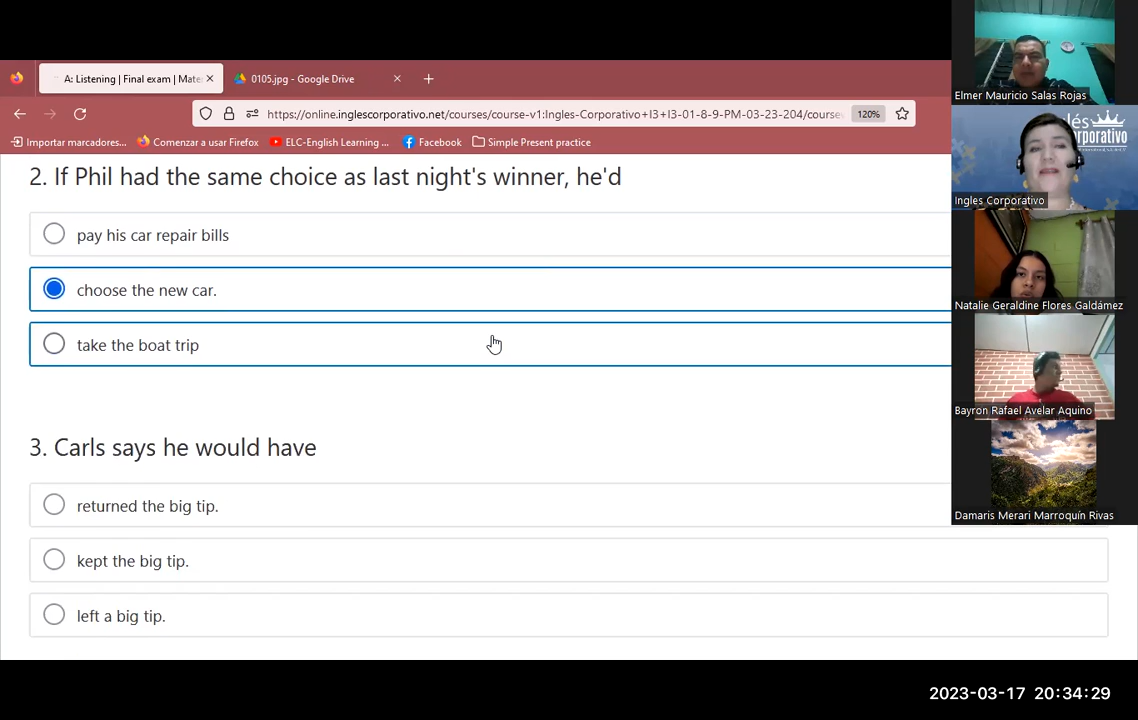 A: Listening | Final exam | Mate
0105.jpg - Google Drive
https://online.inglescorporativo.net/courses/course-v1:Ingles-Corporativo+I3+I3-01-8-9-PM-03-23-204/course
120%
Importar marcadores...
Comenzar a usar Firefox
ELC-English Learning ...
Facebook
Simple Present practice
2. If Phil had the same choice as last night's winner, he'd
pay his car repair bills
choose the new car.
take the boat trip
3. Carls says he would have
returned the big tip.
kept the big tip.
left a big tip.
Elmer Mauricio Salas Rojas
lés
rporativo
Ingles Corporativo
Natalie Geraldine Flores Galdámez
Bayron Rafael Avelar Aquino
Damaris Merari Marroquín Rivas
2023-03-17 20:34:29